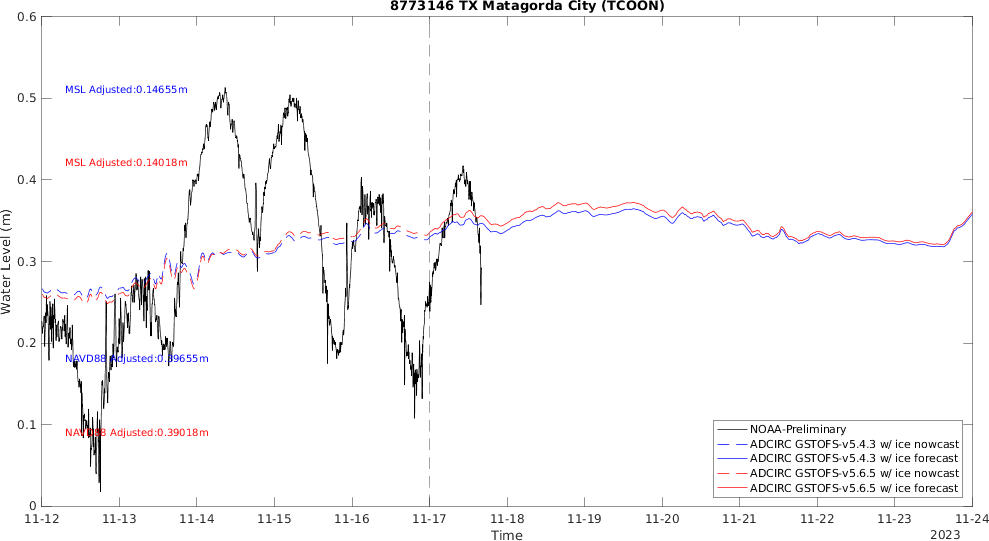 8773146 TX Matagorda City (TCOON)
0.6
0.5
0.4
0.3
0.2
0.1
0
Water Level (m)
MSL Adjusted:0.14655m
MSL Adjusted:0.14018m
NAVD88 Adjusted:0.39655m
NAVD88 Adjusted:0.39018m
NOAA-Preliminary
ADCIRC GSTOFS-v5.4.3 w/ ice nowcast
ADCIRC GSTOFS-v5.4.3 w/ ice forecast
ADCIRC GSTOFS-v5.6.5 w/ ice nowcast
ADCIRC GSTOFS-v5.6.5 w/ ice forecast
11-12 11-13 11-14 11-15 11-16 11-17 11-18 11-19 11-20 11-21 11-22 11-23 11-24
Time
2023